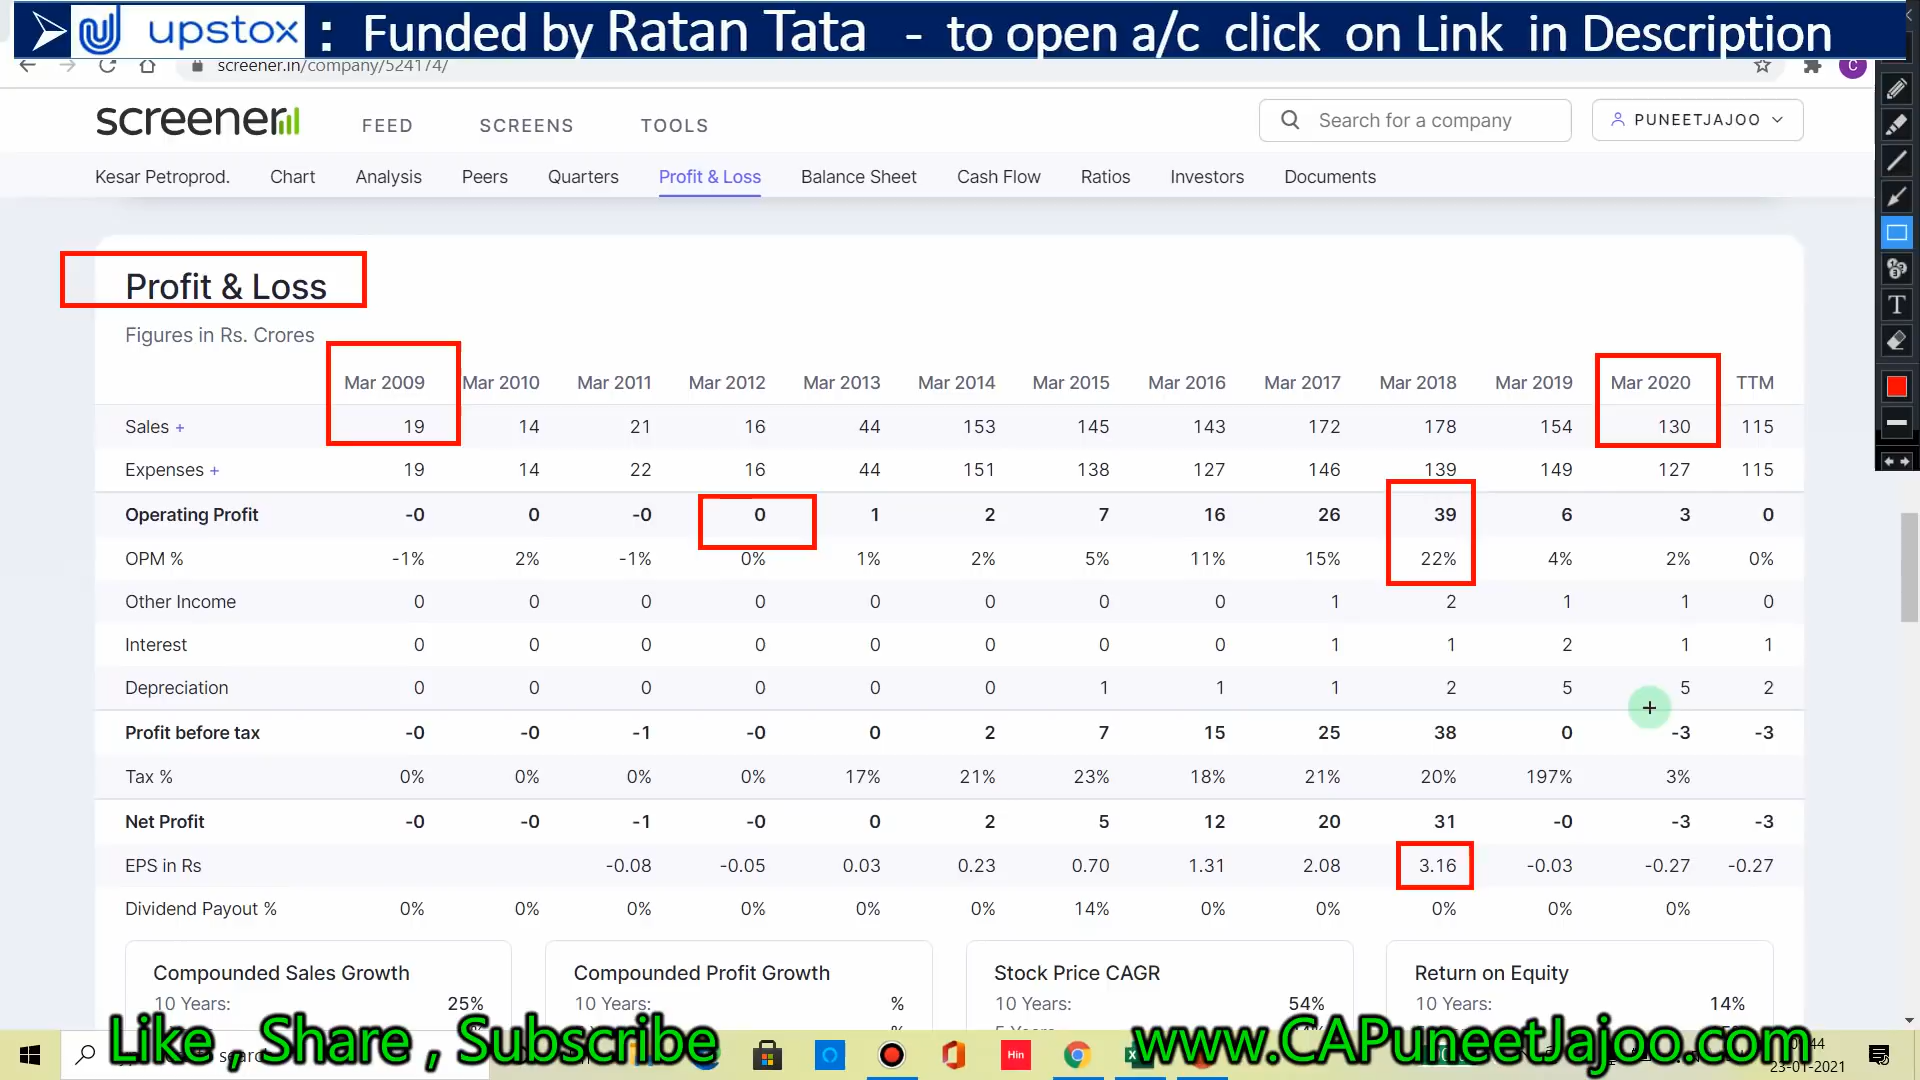 upstox : Funded by Ratan Tata - to open a/c click on Link in Description
screener.in/company/524174/
C
screener FEED SCREENS TOOLS Search for a company PUNEETJAJOO
Kesar Petroprod. Chart Analysis Peers Quarters Profit & Loss Balance Sheet Cash Flow Ratios Investors Documents
Profit & Loss
Figures in Rs. Crores
Mar 2009 Mar 2010 Mar 2011 Mar 2012 Mar 2013 Mar 2014 Mar 2015 Mar 2016 Mar 2017 Mar 2018 Mar 2019 Mar 2020 TTM
Sales + 19 14 21 16 44 153 145 143 172 178 154 130 115
Expenses + 19 14 22 16 44 151 138 127 146 139 149 127 115
Operating Profit -0 0 -0 0 1 2 7 16 26 39 6 3 0
OPM % -1% 2% -1% 0% 1% 2% 5% 11% 15% 22% 4% 2% 0%
Other Income 0 0 0 0 0 0 0 0 1 2 1 1 0
Interest 0 0 0 0 0 0 0 0 1 1 2 1 1
Depreciation 0 0 0 0 0 0 1 1 1 2 5 5 2
Profit before tax -0 -0 -1 -0 0 2 7 15 25 38 0 -3 -3
Tax % 0% 0% 0% 0% 17% 21% 23% 18% 21% 20% 197% 3%
Net Profit -0 -0 -1 -0 0 2 5 12 20 31 -0 -3 -3
EPS in Rs -0.08 -0.05 0.03 0.23 0.70 1.31 2.08 3.16 -0.03 -0.27 -0.27
Dividend Payout % 0% 0% 0% 0% 0% 0% 14% 0% 0% 0% 0% 0%
Compounded Sales Growth Compounded Profit Growth Stock Price CAGR Return on Equity
10 Years: 25% 10 Years: % 10 Years: 54% 10 Years: 14%
Like , Share , Subscribe www.CAPuneetJajoo.com
Hin
23-01-2021